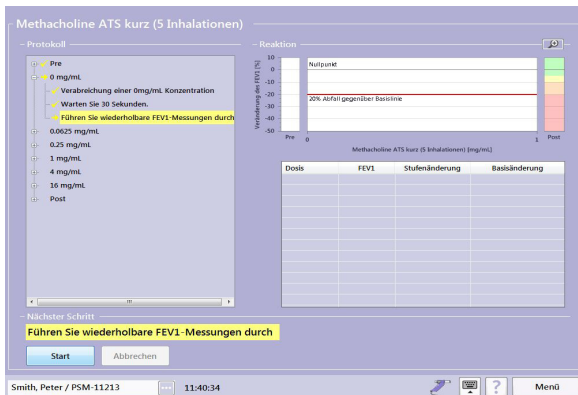 Methacholine ATS kurz (5 Inhalationen)
Protokoll
Pre
0 mg/mL
Verabreichung einer 0mg/mL Konzentration
Warten Sie 30 Sekunden.
Führen Sie wiederholbare FEV1-Messungen durch
0.0625 mg/mL
0.25 mg/mL
1 mg/mL
4 mg/mL
16 mg/mL
Post
Reaktion
Veränderung des FEV1 [%]
10
0
-10
-20
-30
-40
-50
Nullpunkt
20% Abfall gegenüber Basislinie
Pre
0
1
Post
Methacholine ATS kurz (5 Inhalationen) [mg/mL]
Dosis FEV1 Stufenänderung Basisänderung
Nächster Schritt
Führen Sie wiederholbare FEV1-Messungen durch
Start Abbrechen
Smith, Peter / PSM-11213 ... 11:40:34 ? Menü